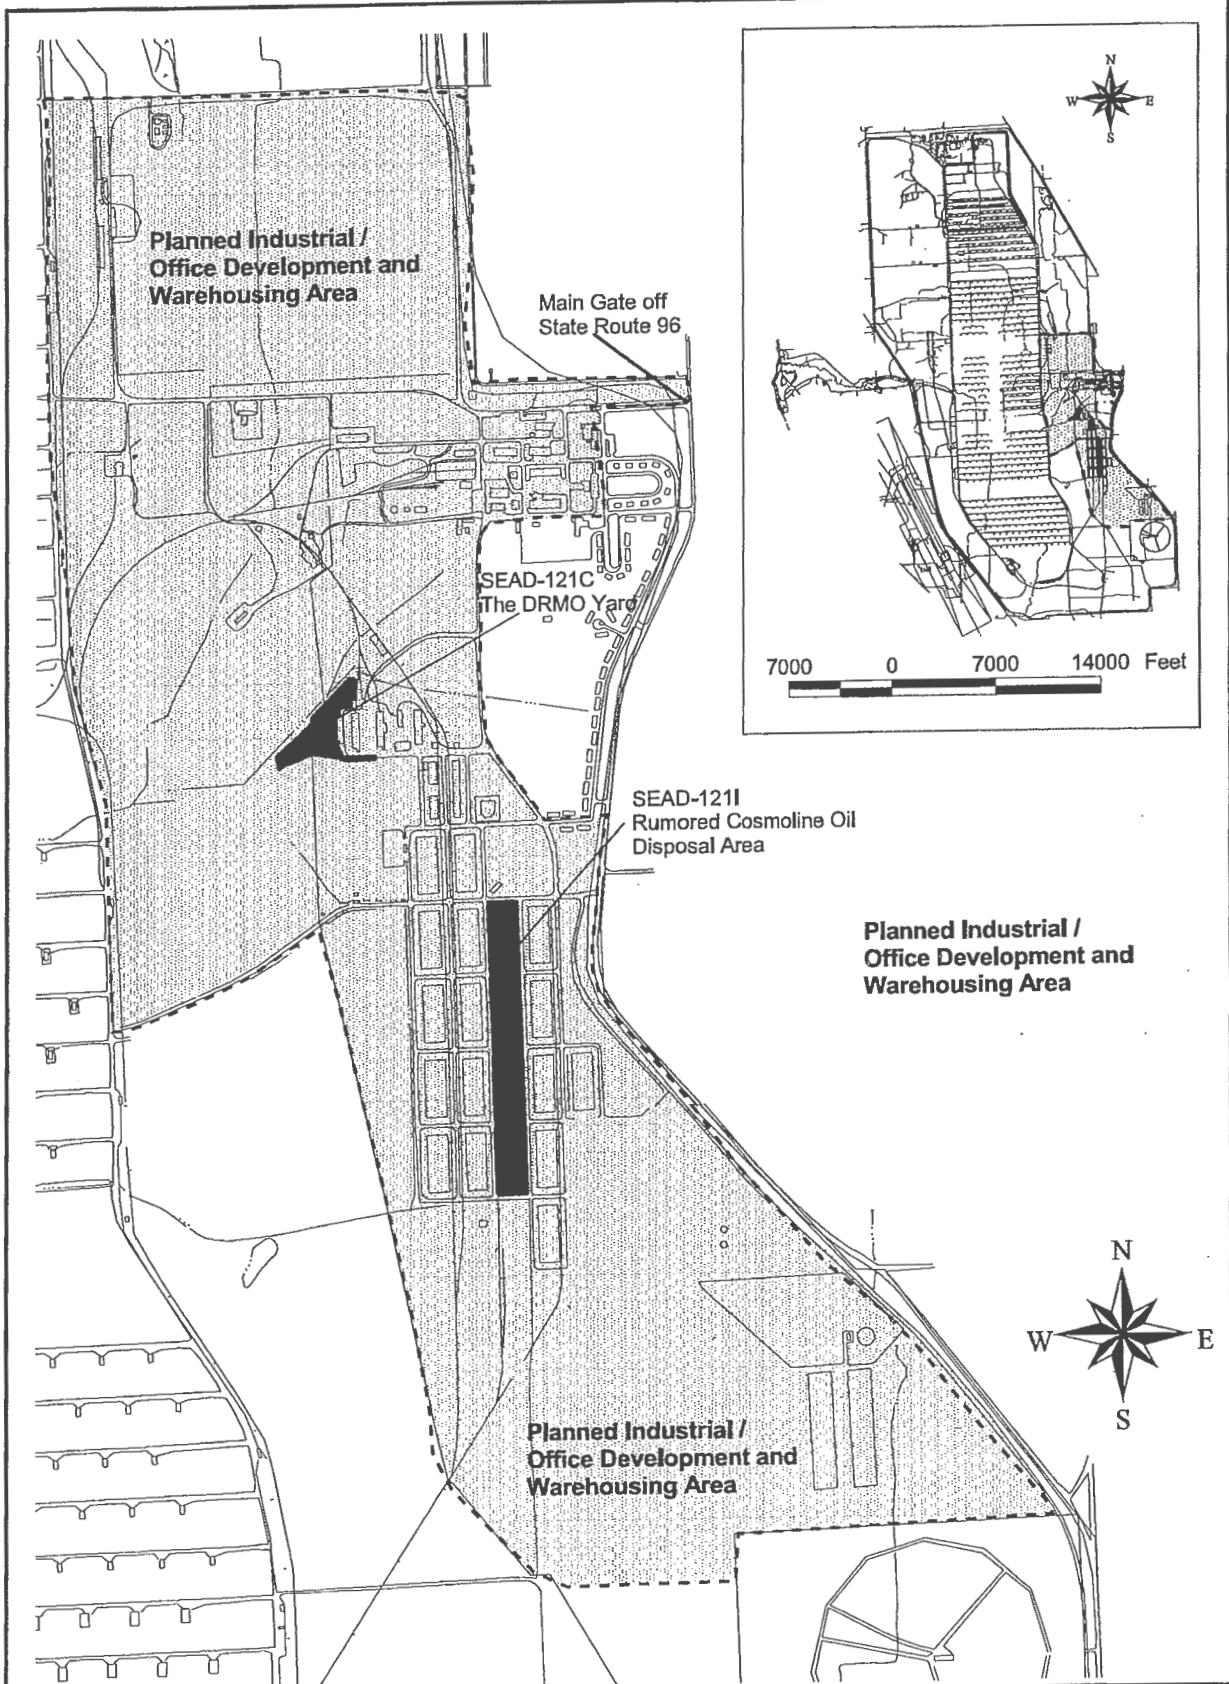 N
W E
S
Planned Industrial /
Office Development and
Warehousing Area
Main Gate off
State Route 96
SEAD-121C
The DRMO Yard
7000 0 7000 14000 Feet
SEAD-121I
Rumored Cosmoline Oil
Disposal Area
Planned Industrial /
Office Development and
Warehousing Area
N
W E
S
Planned Industrial /
Office Development and
Warehousing Area